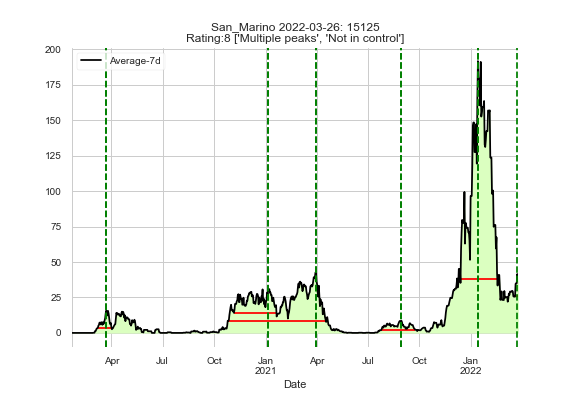 San_Marino 2022-03-26: 15125
Rating:8 ['Multiple peaks', 'Not in control']
Average-7d
200
175
150
125
100
75
50
25
0
Apr
Jul
Oct
Jan
2021
Apr
Jul
Oct
Jan
2022
Date